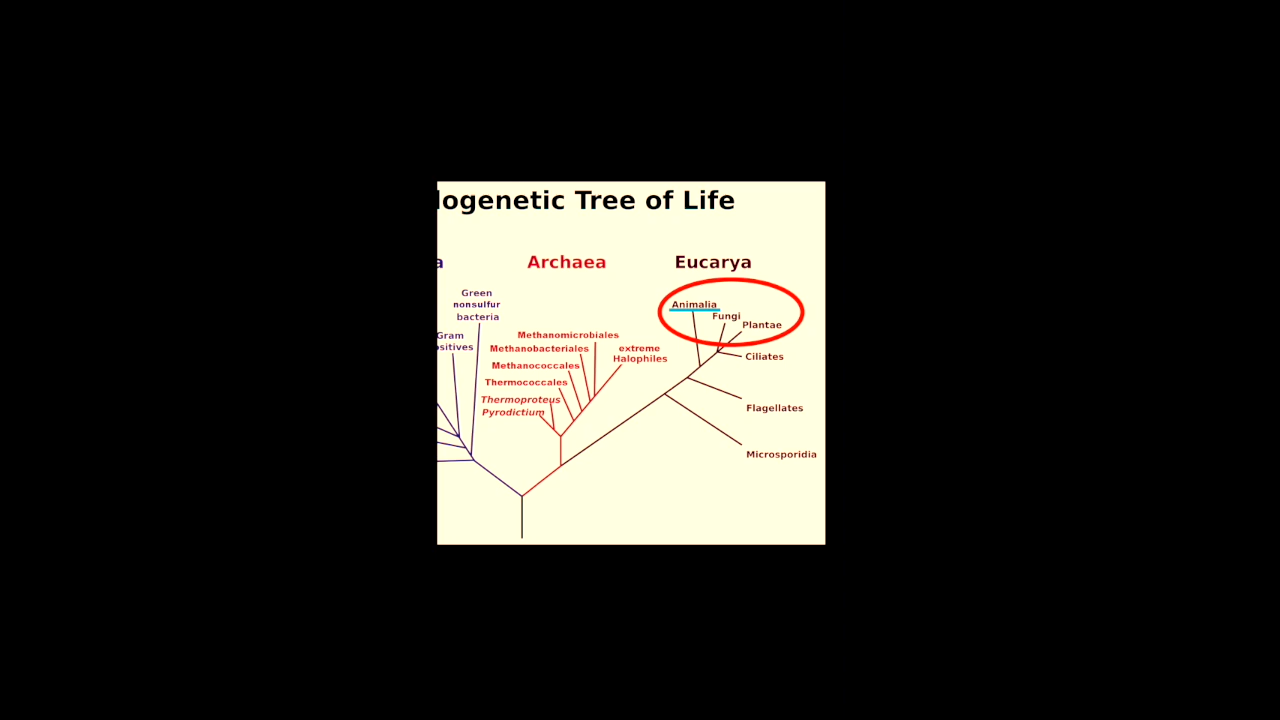 logenetic Tree of Life
a
Archaea
Eucarya
Green
nonsulfur
bacteria
Gram
sitives
Methanomicrobiales
Methanobacteriales
Methanococcales
Thermococcales
Thermoproteus
Pyrodictium
extreme
Halophiles
Animalia
Fungi
Plantae
Ciliates
Flagellates
Microsporidia